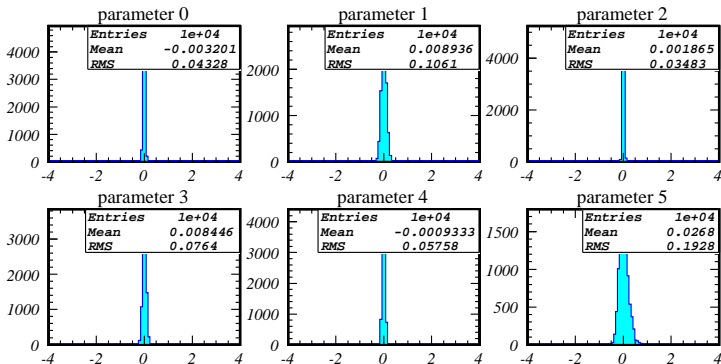 parameter 0
parameter 1
parameter 2
Entries 1e+04
Mean -0.003201
RMS 0.04328
Entries 1e+04
Mean 0.008936
RMS 0.1061
Entries 1e+04
Mean 0.001865
RMS 0.03483
4000
3000
2000
1000
0
2000
1000
0
4000
2000
0
-4 -2 0 2 4
-4 -2 0 2 4
-4 -2 0 2 4
parameter 3
parameter 4
parameter 5
Entries 1e+04
Mean 0.008446
RMS 0.0764
Entries 1e+04
Mean -0.0009333
RMS 0.05758
Entries 1e+04
Mean 0.0268
RMS 0.1928
3000
2000
1000
0
4000
3000
2000
1000
0
1500
1000
500
0
-4 -2 0 2 4
-4 -2 0 2 4
-4 -2 0 2 4